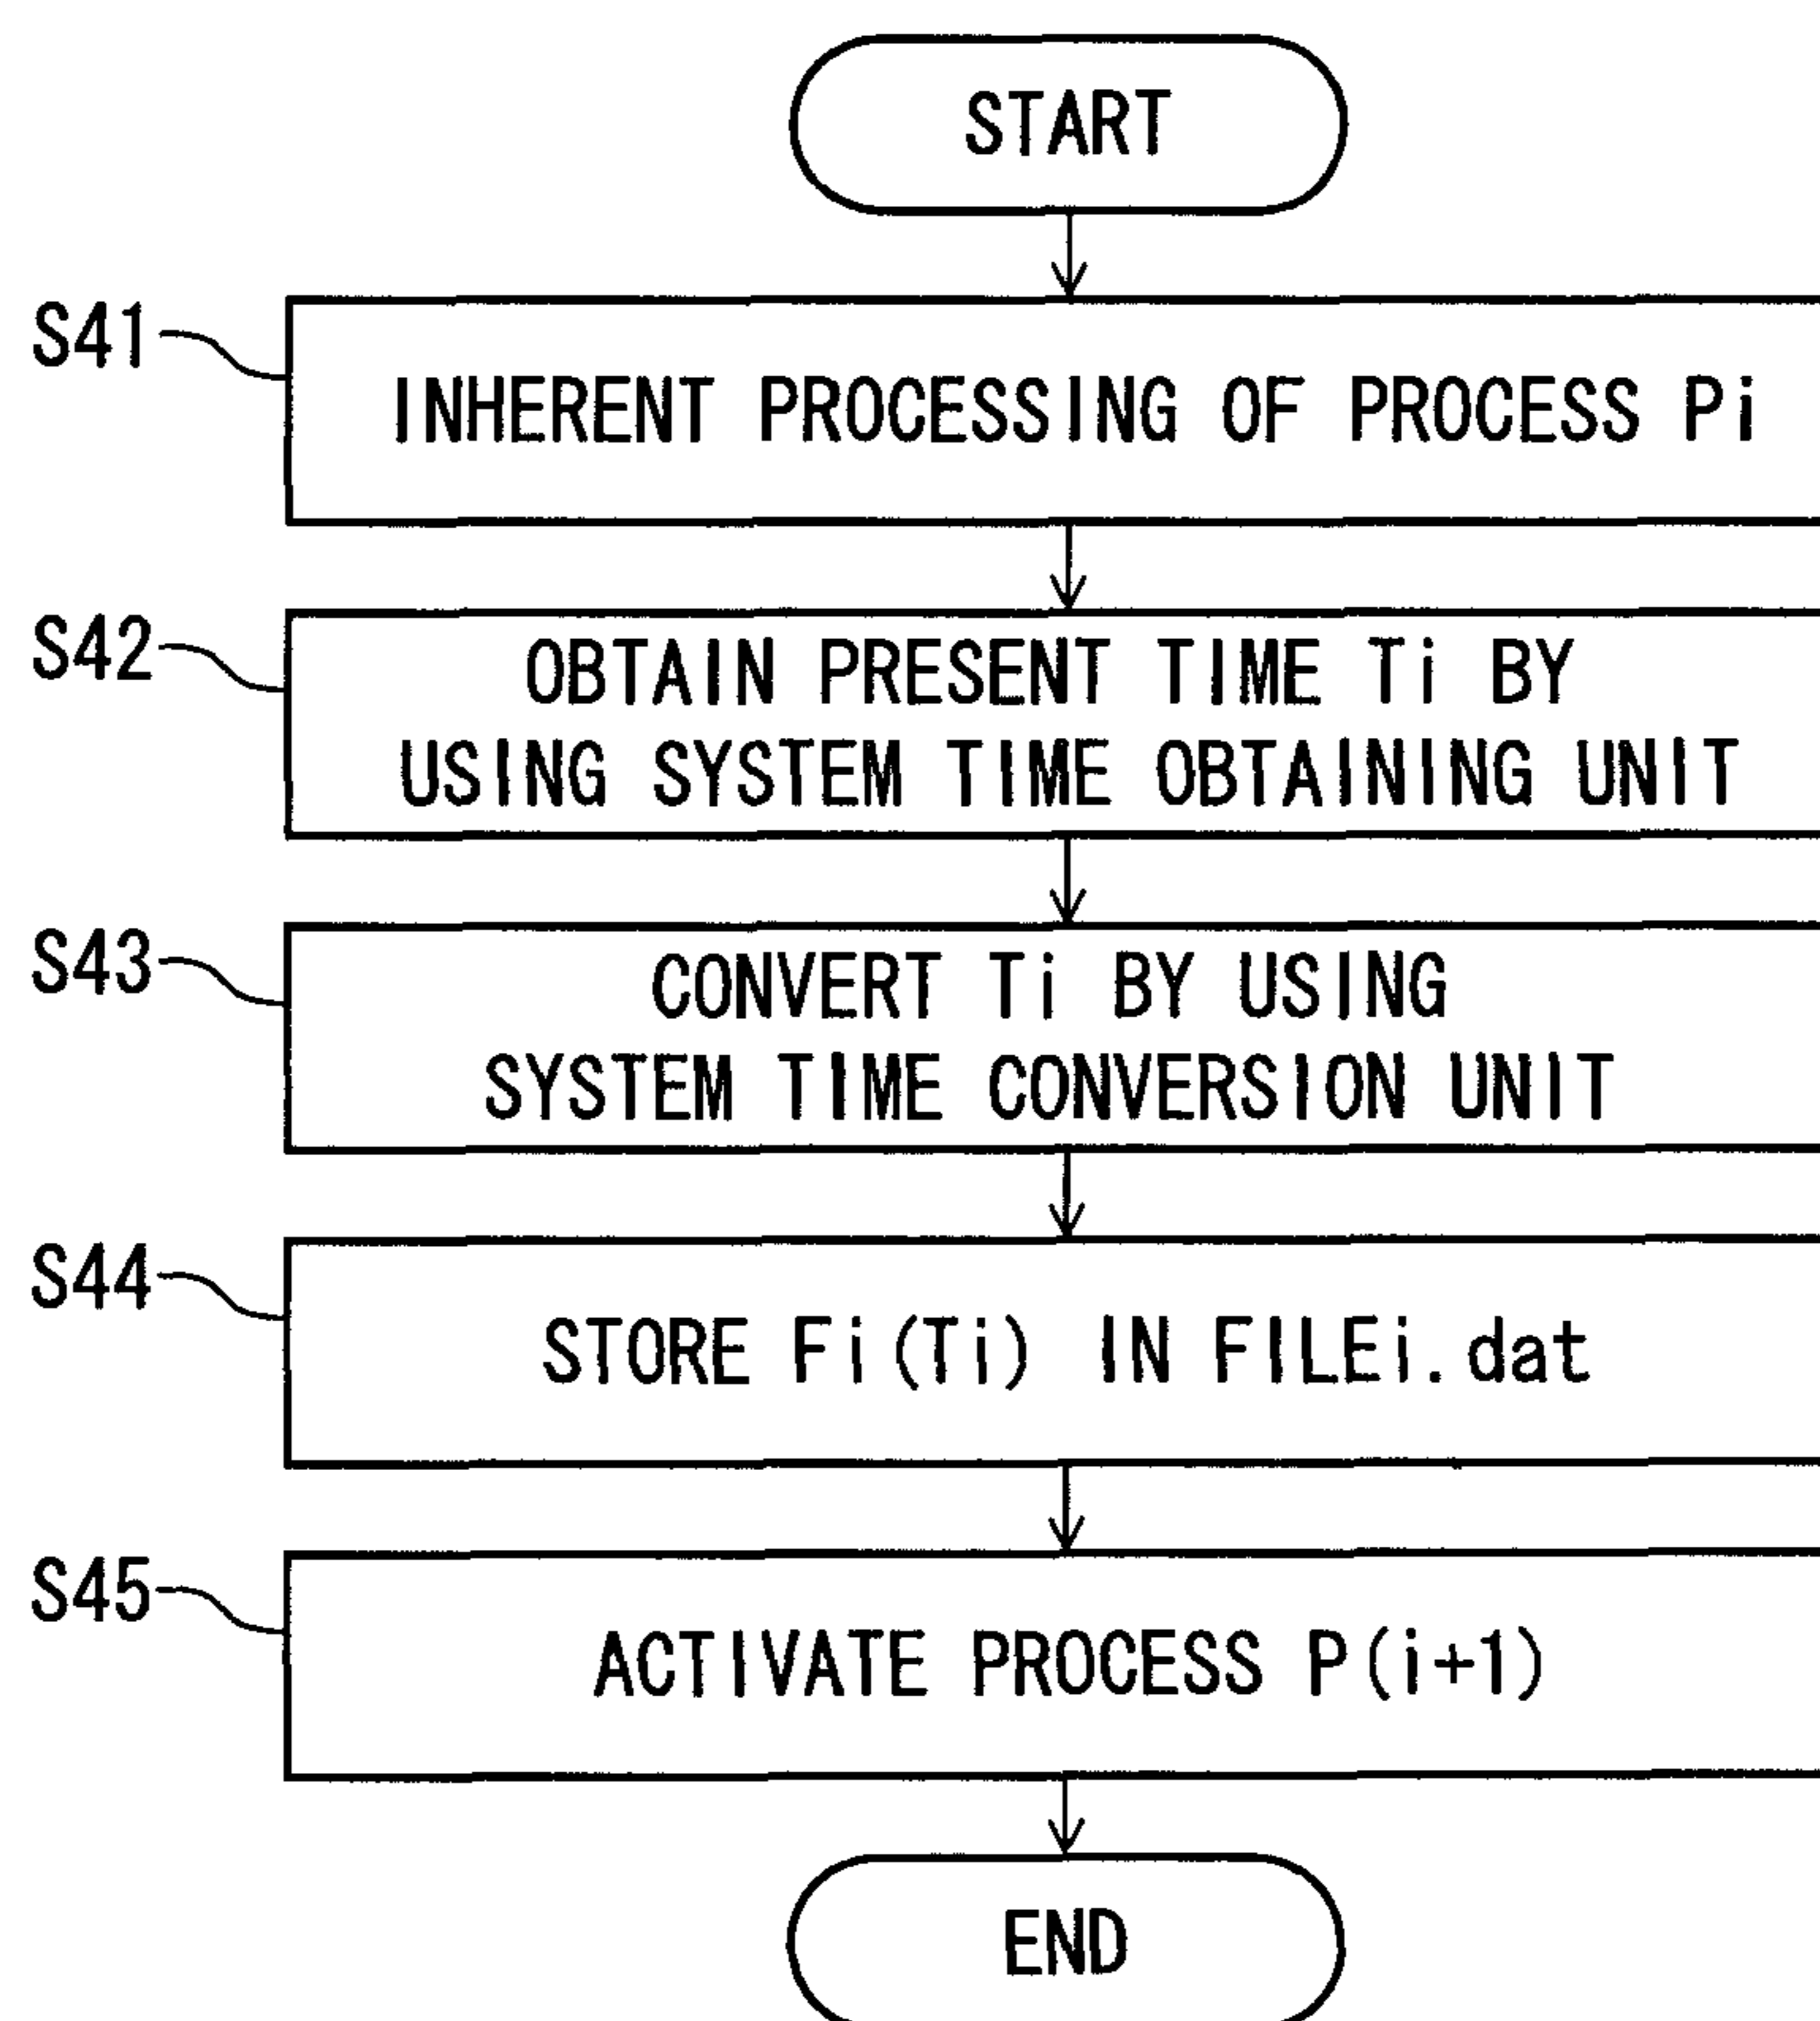 START
S41
INHERENT PROCESSING OF PROCESS Pi
S42
OBTAIN PRESENT TIME Ti BY
USING SYSTEM TIME OBTAINING UNIT
S43
CONVERT Ti BY USING
SYSTEM TIME CONVERSION UNIT
S44
STORE Fi(Ti) IN FILEi.dat
S45
ACTIVATE PROCESS P(i+1)
END